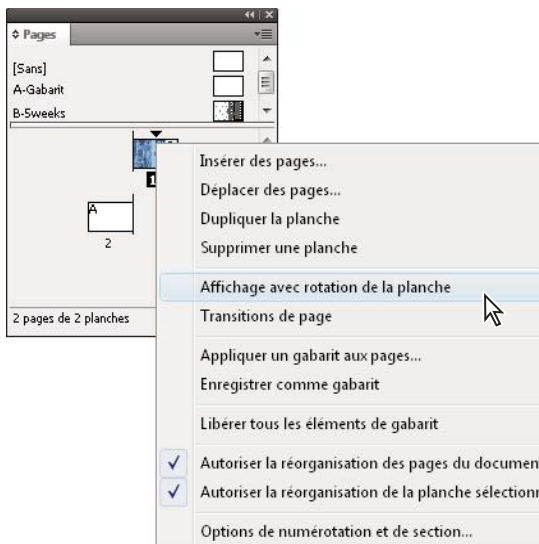 Pages
[Sans]
A-Gabarit
B-5weeks
1
A
2
2 pages de 2 planches
Insérer des pages...
Déplacer des pages...
Dupliquer la planche
Supprimer une planche
Affichage avec rotation de la planche
Transitions de page
Appliquer un gabarit aux pages...
Enregistrer comme gabarit
Libérer tous les éléments de gabarit
Autoriser la réorganisation des pages du documen
Autoriser la réorganisation de la planche sélectionn
Options de numérotation et de section...